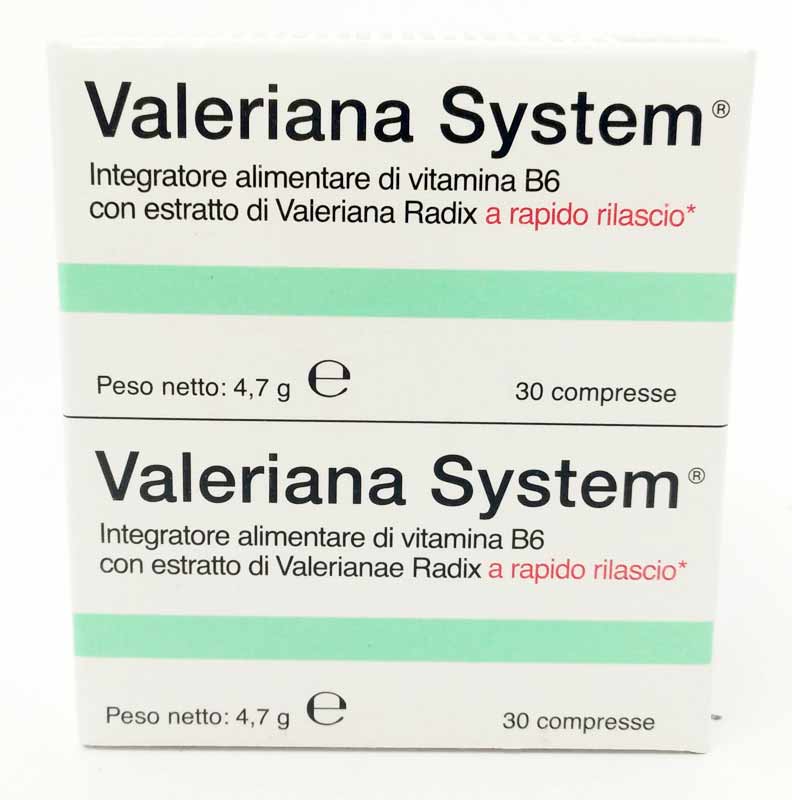 Valeriana System®
Integratore alimentare di vitamina B6
con estratto di Valeriana Radix a rapido rilascio*
Peso netto: 4,7 g ℮
30 compresse
Valeriana System®
Integratore alimentare di vitamina B6
con estratto di Valerianae Radix a rapido rilascio*
Peso netto: 4,7 g ℮
30 compresse